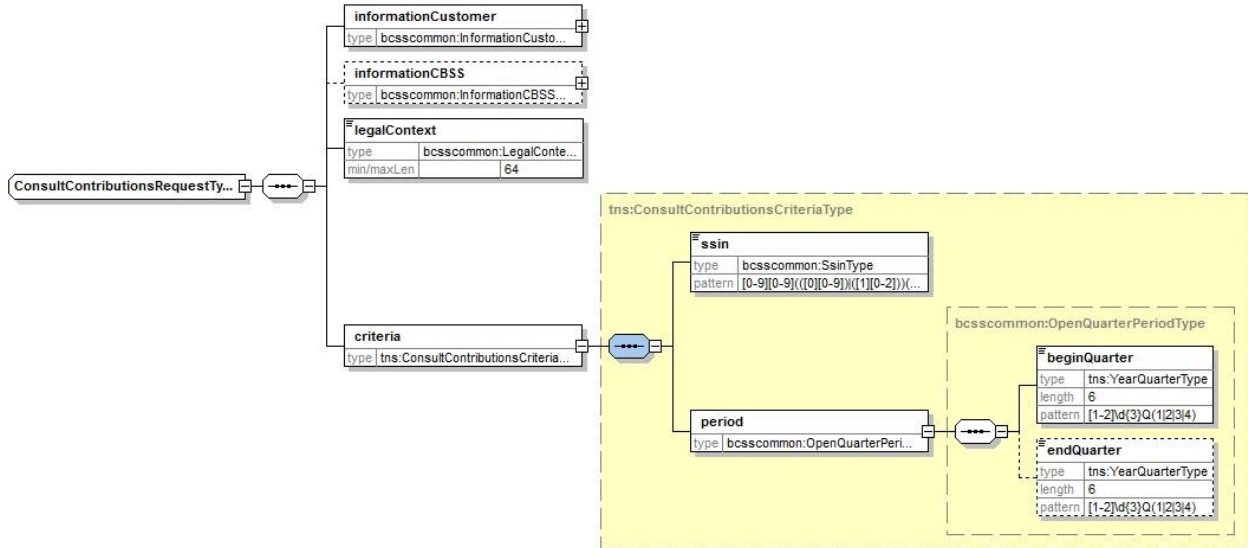 informationCustomer
type bcsscommon:InformationCusto...
informationCBSS
type bcsscommon:InformationCBSS...
legalContext
type bcsscommon:LegalConte...
min/maxLen 64
ConsultContributionsRequestTy...
tns:ConsultContributionsCriteriaType
ssin
type bcsscommon:SsinType
pattern [0-9][0-9](([0][0-9])|([1][0-2]))(...
criteria
type tns:ConsultContributionsCriteria...
bcsscommon:OpenQuarterPeriodType
beginQuarter
type tns:YearQuarterType
length 6
pattern [1-2]\d{3}Q(1|2|3|4)
period
type bcsscommon:OpenQuarterPeri...
endQuarter
type tns:YearQuarterType
length 6
pattern [1-2]\d{3}Q(1|2|3|4)